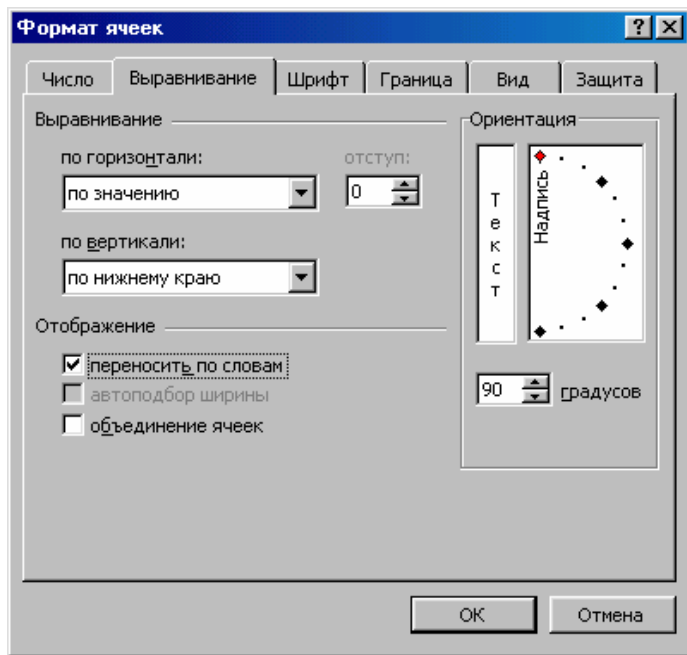 Формат ячеек
Число Выравнивание Шрифт Граница Вид Защита
Выравнивание
по горизонтали: отступ:
по значению 0
по вертикали:
по нижнему краю
Отображение
переносить по словам
автоподбор ширины
объединение ячеек
Ориентация
Текст
Надпись
90 градусов
ОК Отмена